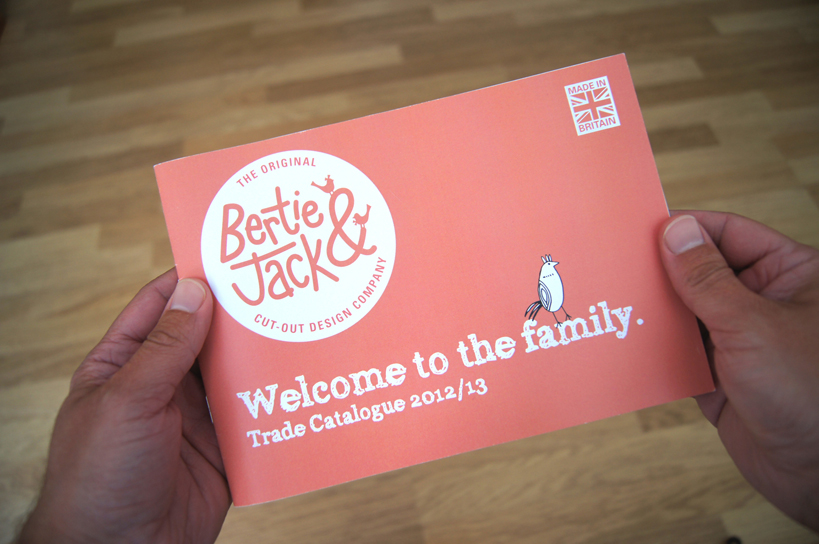 THE ORIGINAL
Bertie &
Jack
CUT-OUT DESIGN COMPANY
MADE IN
BRITAIN
Welcome to the family.
Trade Catalogue 2012/13